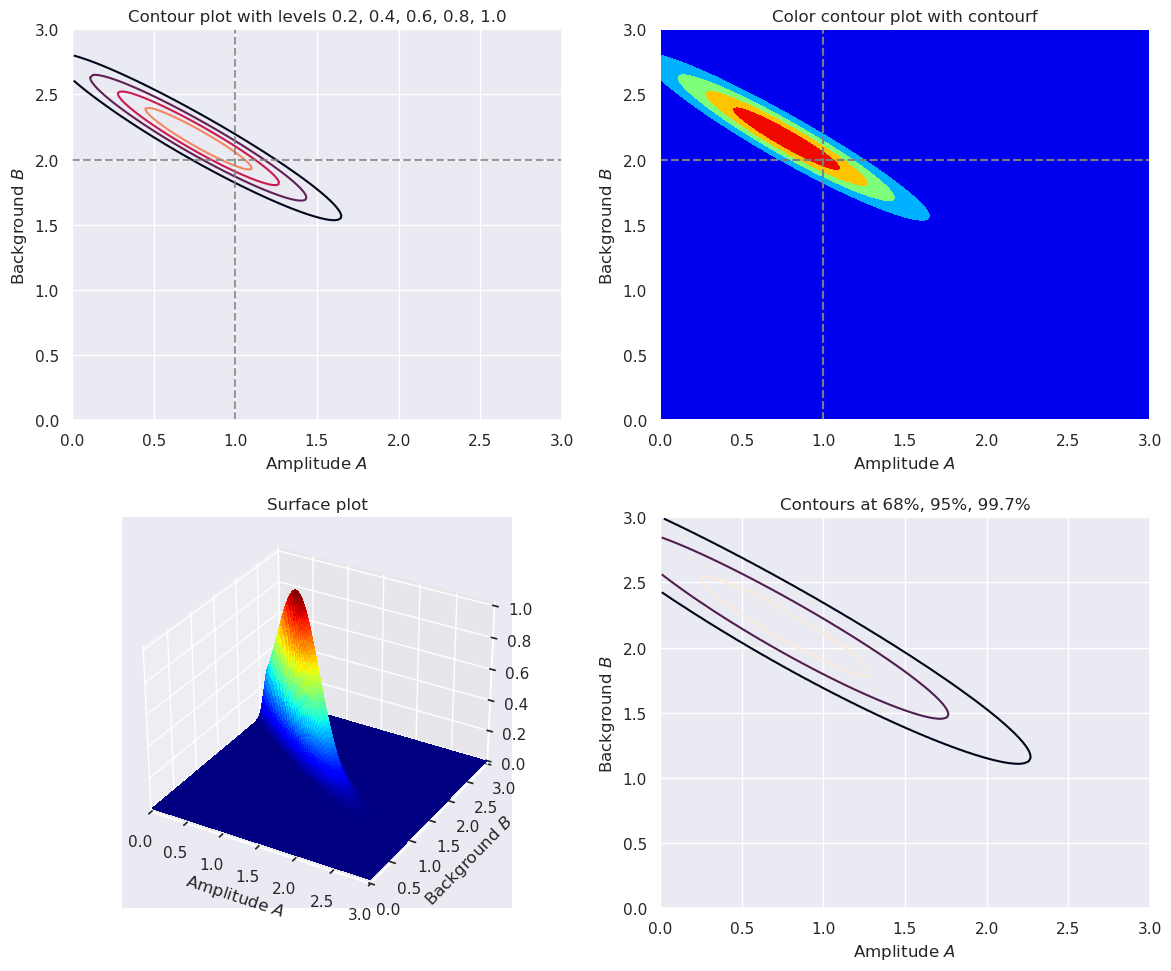 Contour plot with levels 0.2, 0.4, 0.6, 0.8, 1.0
3.0
2.5
2.0
1.5
1.0
0.5
0.0
Background B
0.0 0.5 1.0 1.5 2.0 2.5 3.0
Amplitude A
Color contour plot with contourf
3.0
2.5
2.0
1.5
1.0
0.5
0.0
Background B
0.0 0.5 1.0 1.5 2.0 2.5 3.0
Amplitude A
Surface plot
1.0
0.8
0.6
0.4
0.2
0.0
0.0 0.5 1.0 1.5 2.0 2.5 3.0
Amplitude A
0.0 0.5 1.0 1.5 2.0 2.5 3.0
Background B
Contours at 68%, 95%, 99.7%
3.0
2.5
2.0
1.5
1.0
0.5
0.0
Background B
0.0 0.5 1.0 1.5 2.0 2.5 3.0
Amplitude A